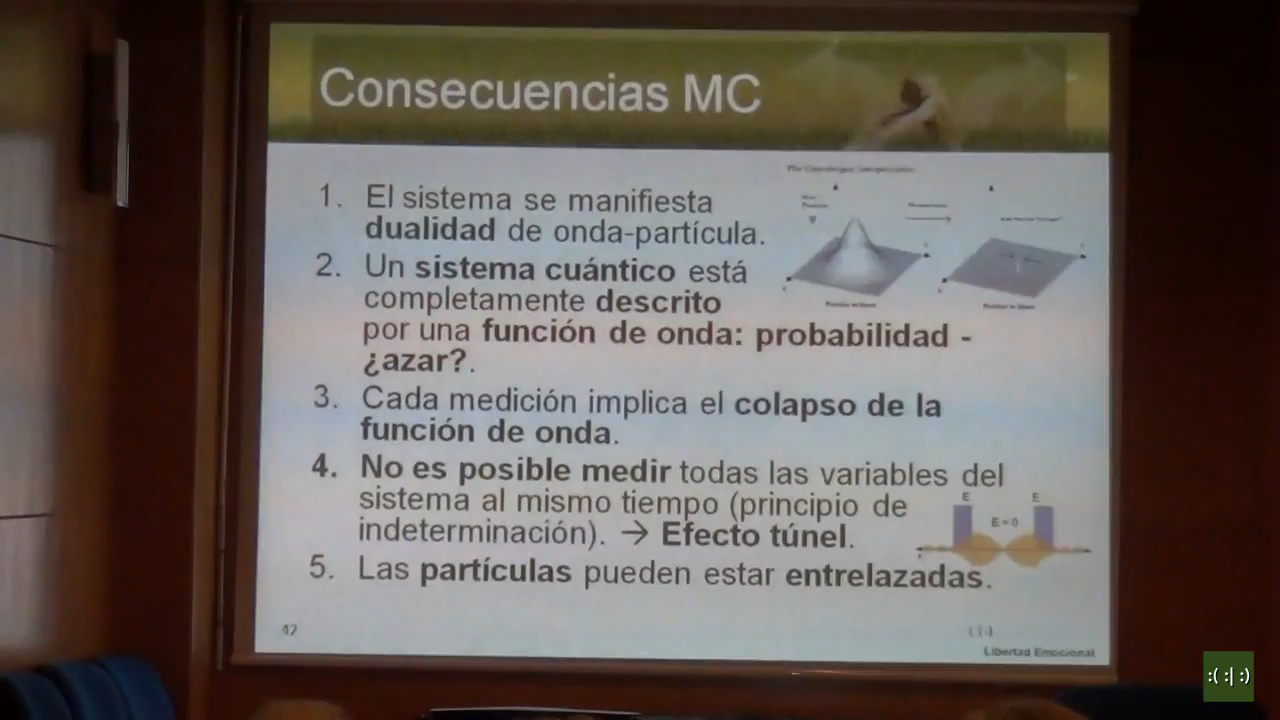 Consecuencias MC
1. El sistema se manifiesta
dualidad de onda-partícula.
2. Un sistema cuántico está
completamente descrito
por una función de onda: probabilidad -
¿azar?.
3. Cada medición implica el colapso de la
función de onda.
4. No es posible medir todas las variables del
sistema al mismo tiempo (principio de
indeterminación). → Efecto túnel.
5. Las partículas pueden estar entrelazadas.
E E
E=0
Libertad Emocional
:( :| :)